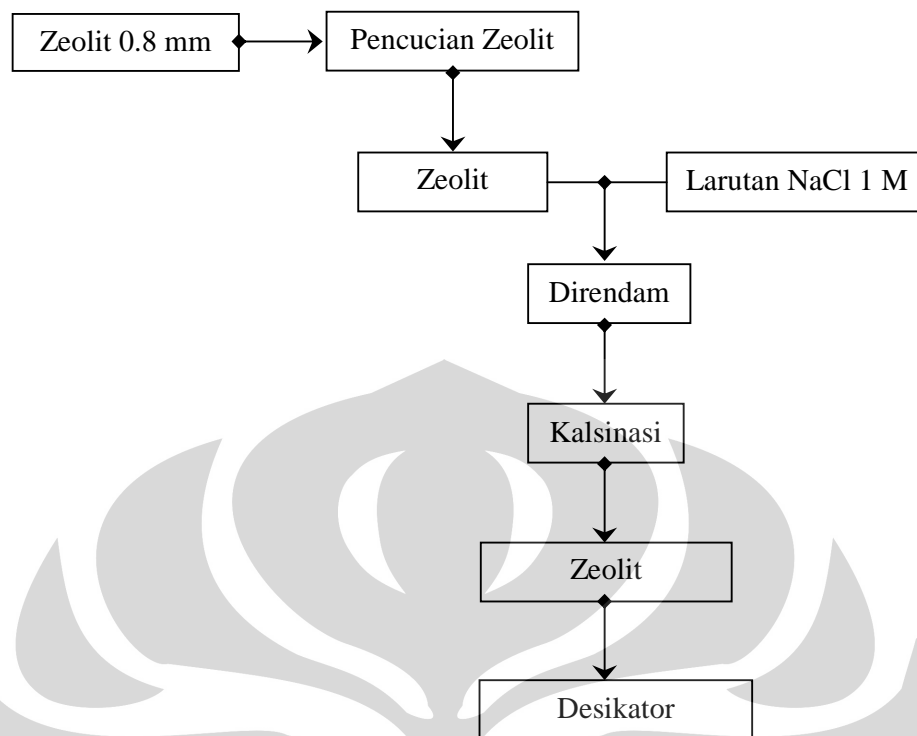 Zeolit 0.8 mm
Pencucian Zeolit
Zeolit
Larutan NaCl 1 M
Direndam
Kalsinasi
Zeolit
Desikator